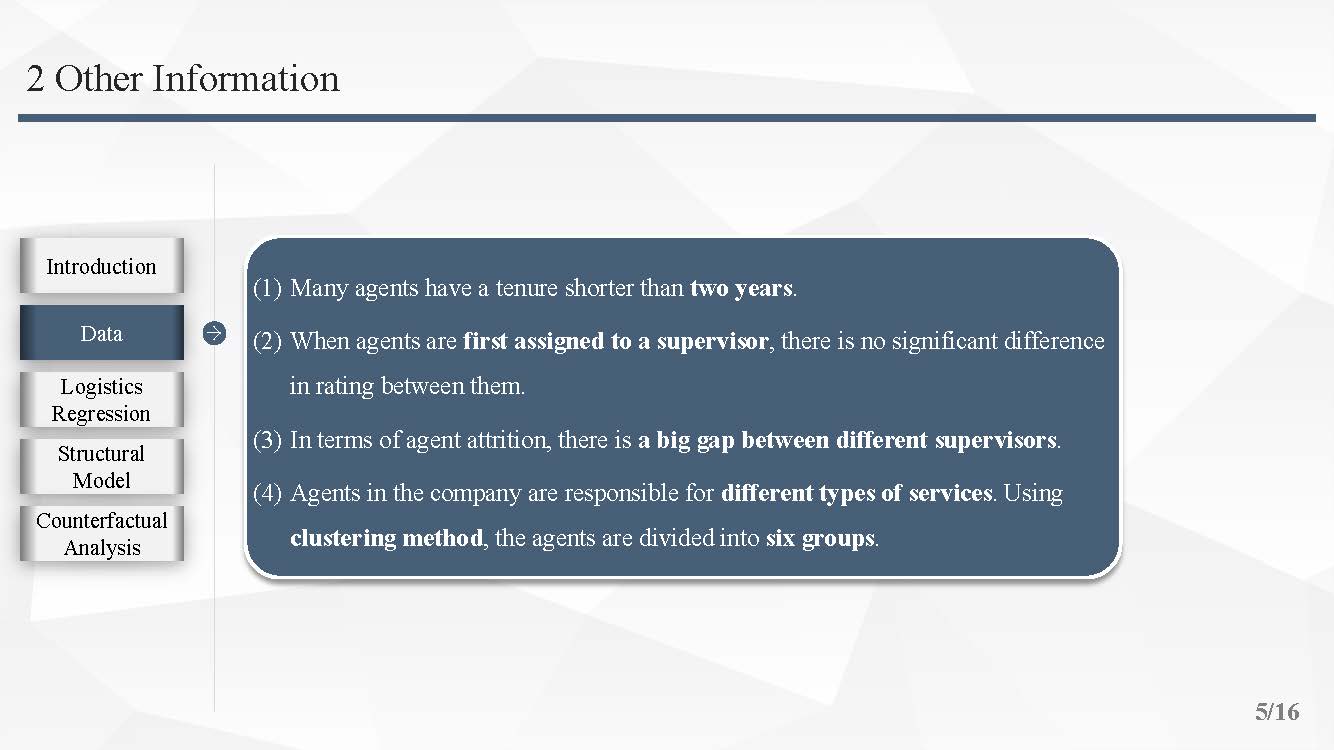 2 Other Information
Introduction
Data
Logistics
Regression
Structural
Model
Counterfactual
Analysis
(1) Many agents have a tenure shorter than two years.
(2) When agents are first assigned to a supervisor, there is no significant difference
in rating between them.
(3) In terms of agent attrition, there is a big gap between different supervisors.
(4) Agents in the company are responsible for different types of services. Using
clustering method, the agents are divided into six groups.
5/16